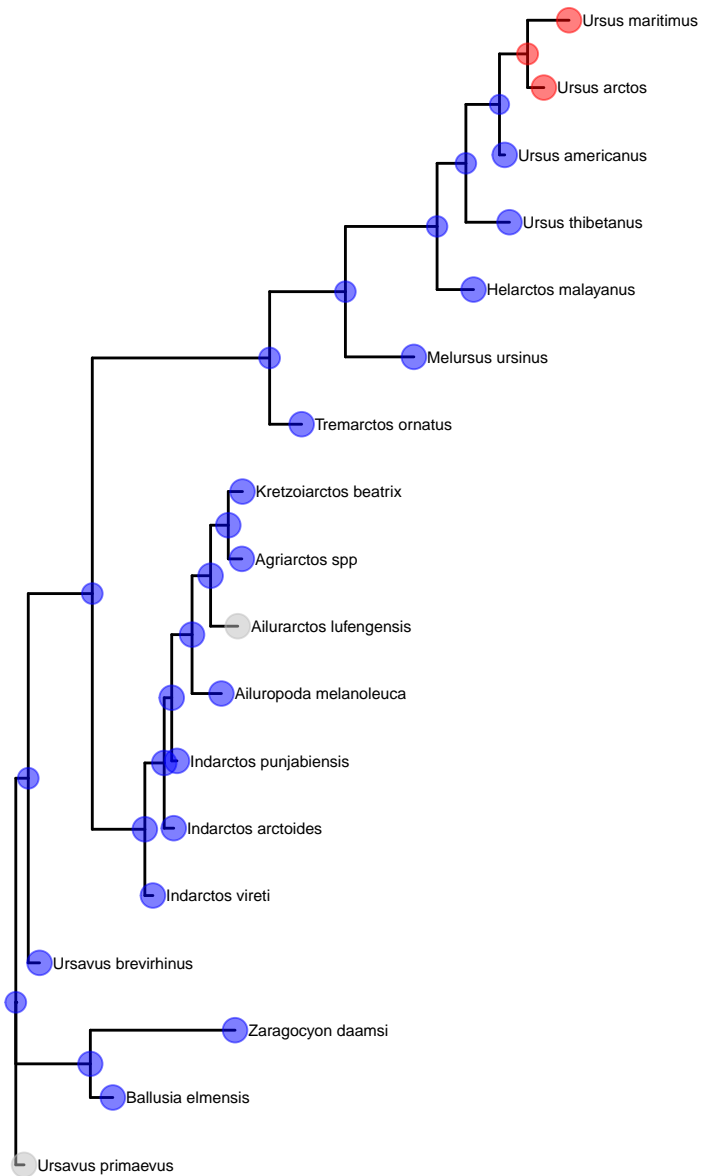 Ursus maritimus
Ursus arctos
Ursus americanus
Ursus thibetanus
Helarctos malayanus
Melursus ursinus
Tremarctos ornatus
Kretzoiarctos beatrix
Agriarctos spp
Ailurarctos lufengensis
Ailuropoda melanoleuca
Indarctos punjabiensis
Indarctos arctoides
Indarctos vireti
Ursavus brevirhinus
Zaragocyon daamsi
Ballusia elmensis
Ursavus primaevus